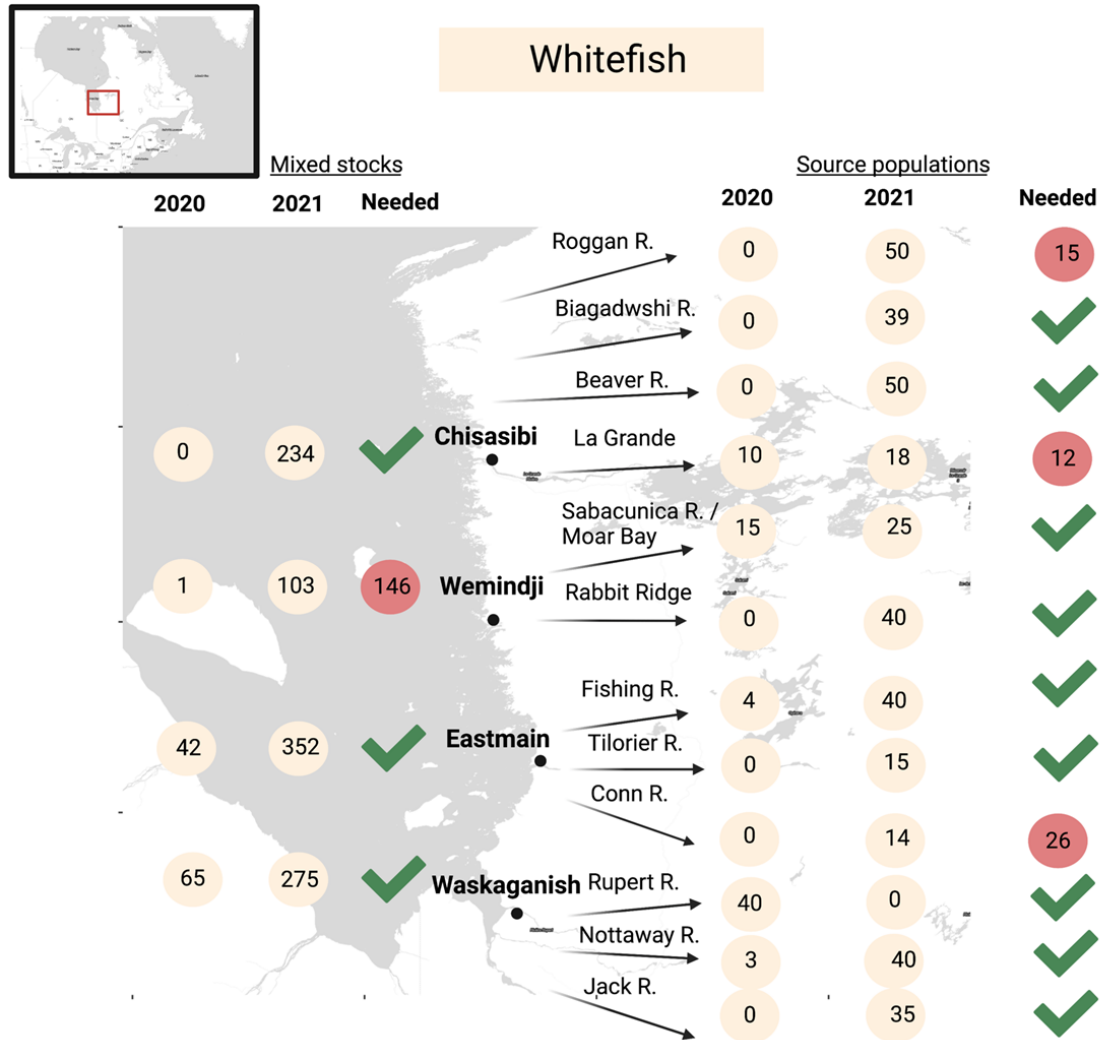 Whitefish
Mixed stocks
Source populations
2020 2021 Needed
2020 2021 Needed
Roggan R. 0 50 15
Biagadwshi R. 0 39
Beaver R. 0 50
0 234 Chisasibi La Grande 10 18 12
Sabacunica R. /
Moar Bay 15 25
1 103 146 Wemindji Rabbit Ridge 0 40
Fishing R. 4 40
42 352 Eastmain Tilorier R. 0 15
Conn R. 0 14 26
65 275 Waskaganish Rupert R. 40 0
Nottaway R. 3 40
Jack R. 0 35